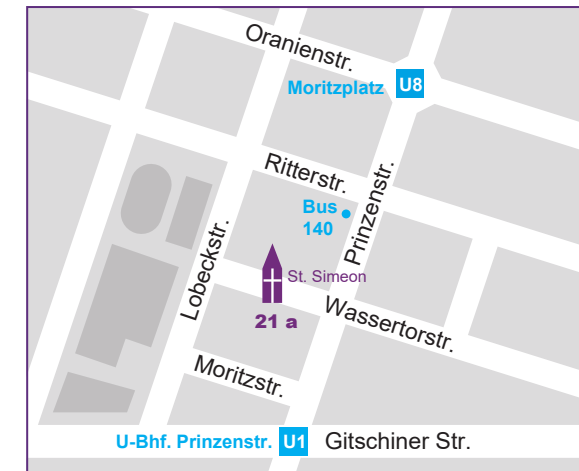 Oranienstr.
Moritzplatz U8
Ritterstr.
Bus
140
Prinzenstr.
Lobeckstr.
St. Simeon
21 a
Wassertorstr.
Moritzstr.
U-Bhf. Prinzenstr. U1 Gitschiner Str.